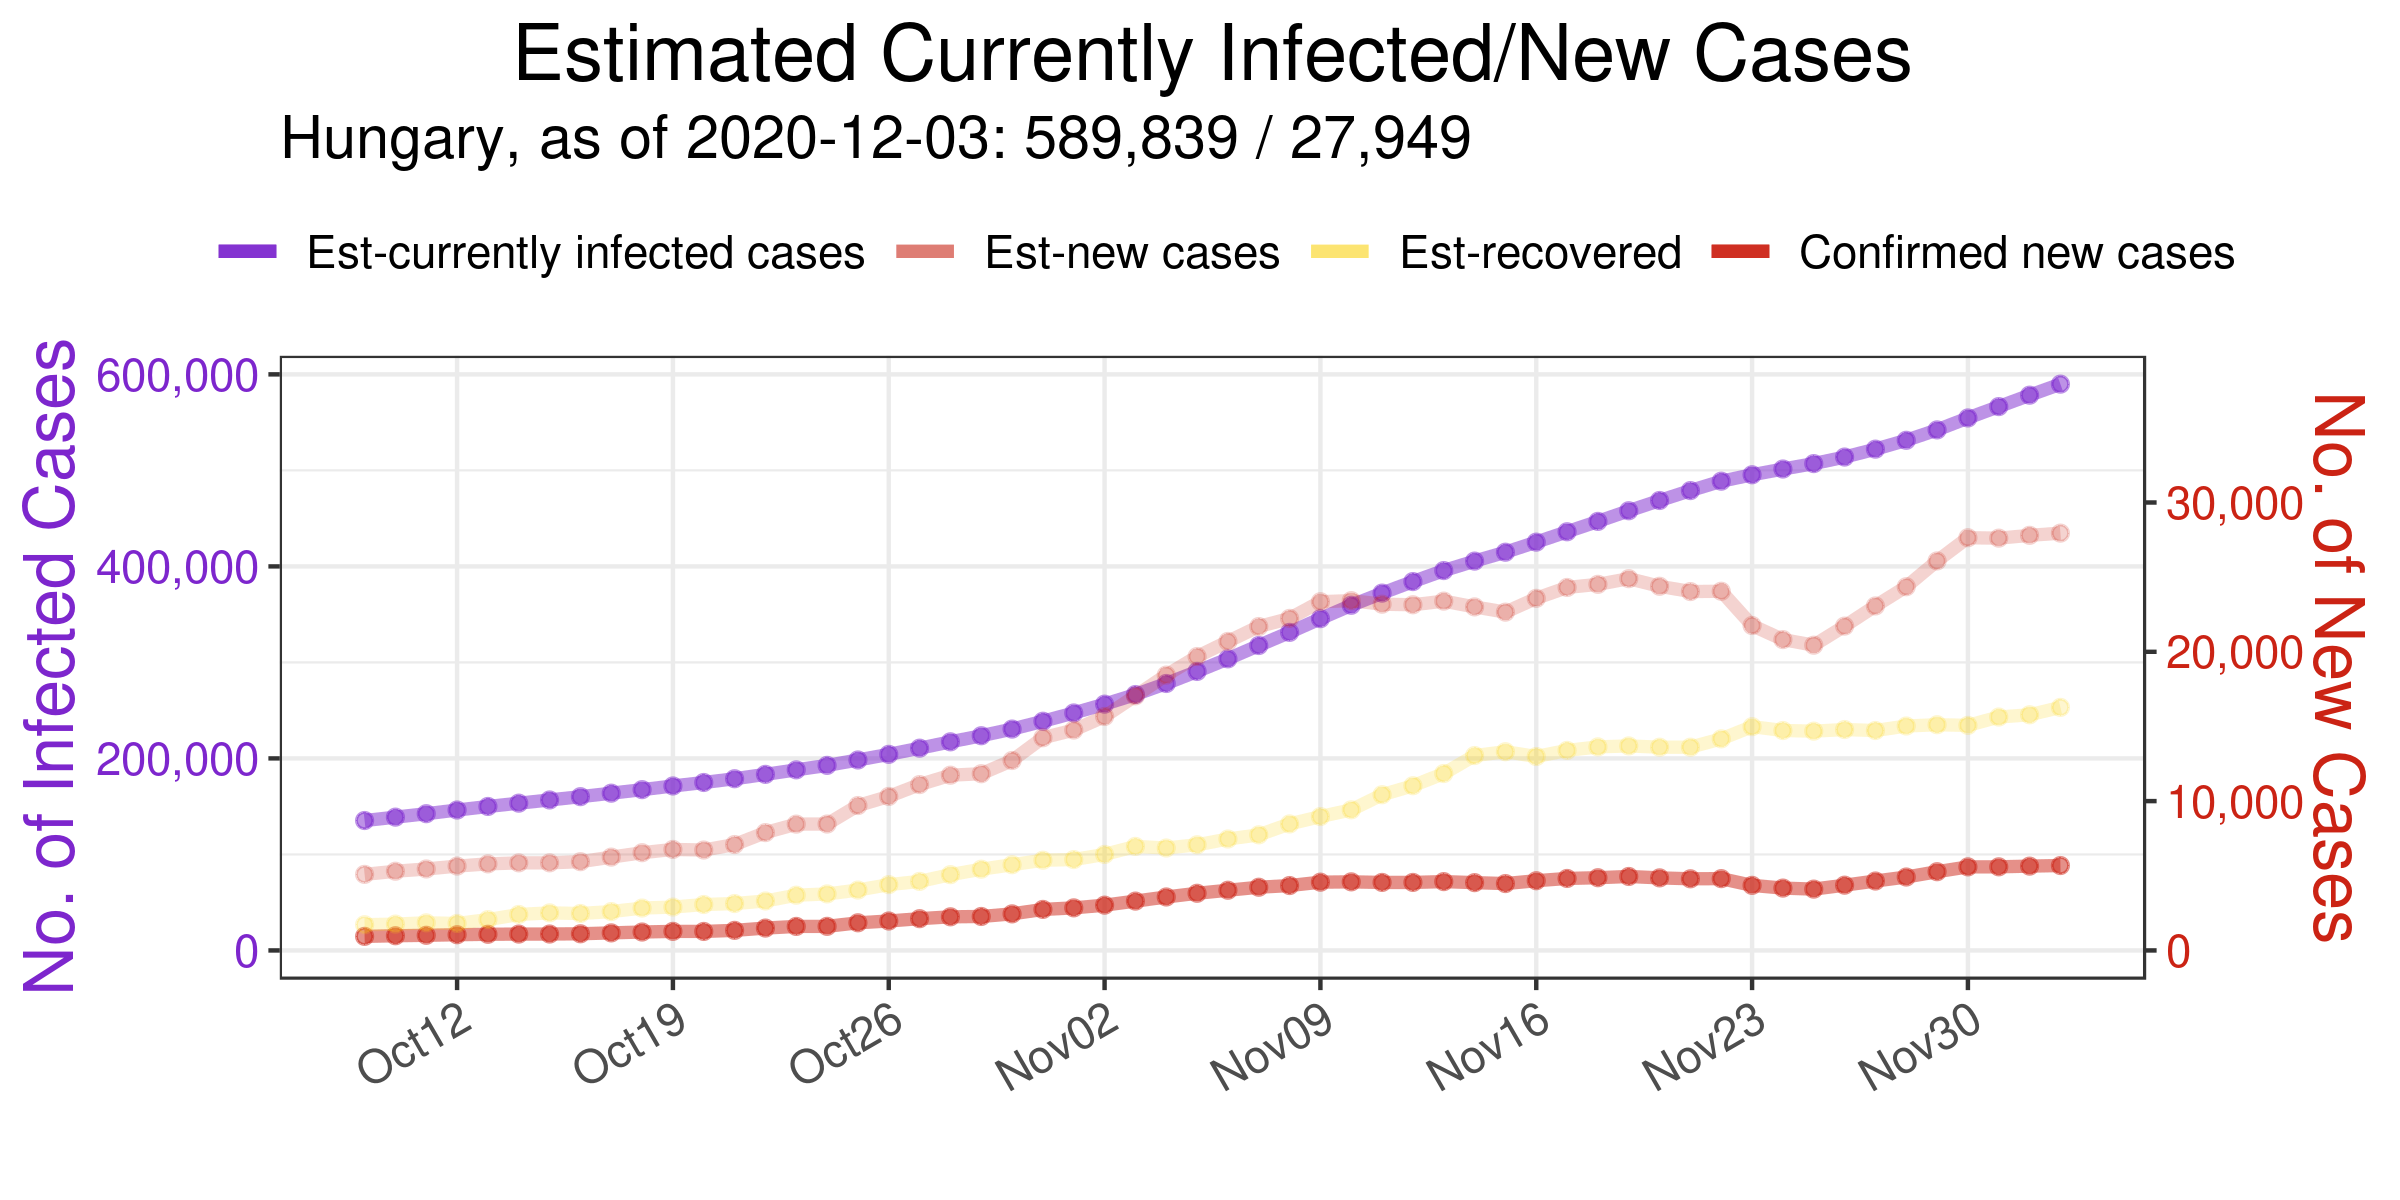 Estimated Currently Infected/New Cases
Hungary, as of 2020-12-03: 589,839 / 27,949
Est-currently infected cases Est-new cases Est-recovered Confirmed new cases
No. of Infected Cases
600,000
400,000
200,000
0
30,000
20,000
10,000
0
No. of New Cases
Oct12 Oct19 Oct26 Nov02 Nov09 Nov16 Nov23 Nov30